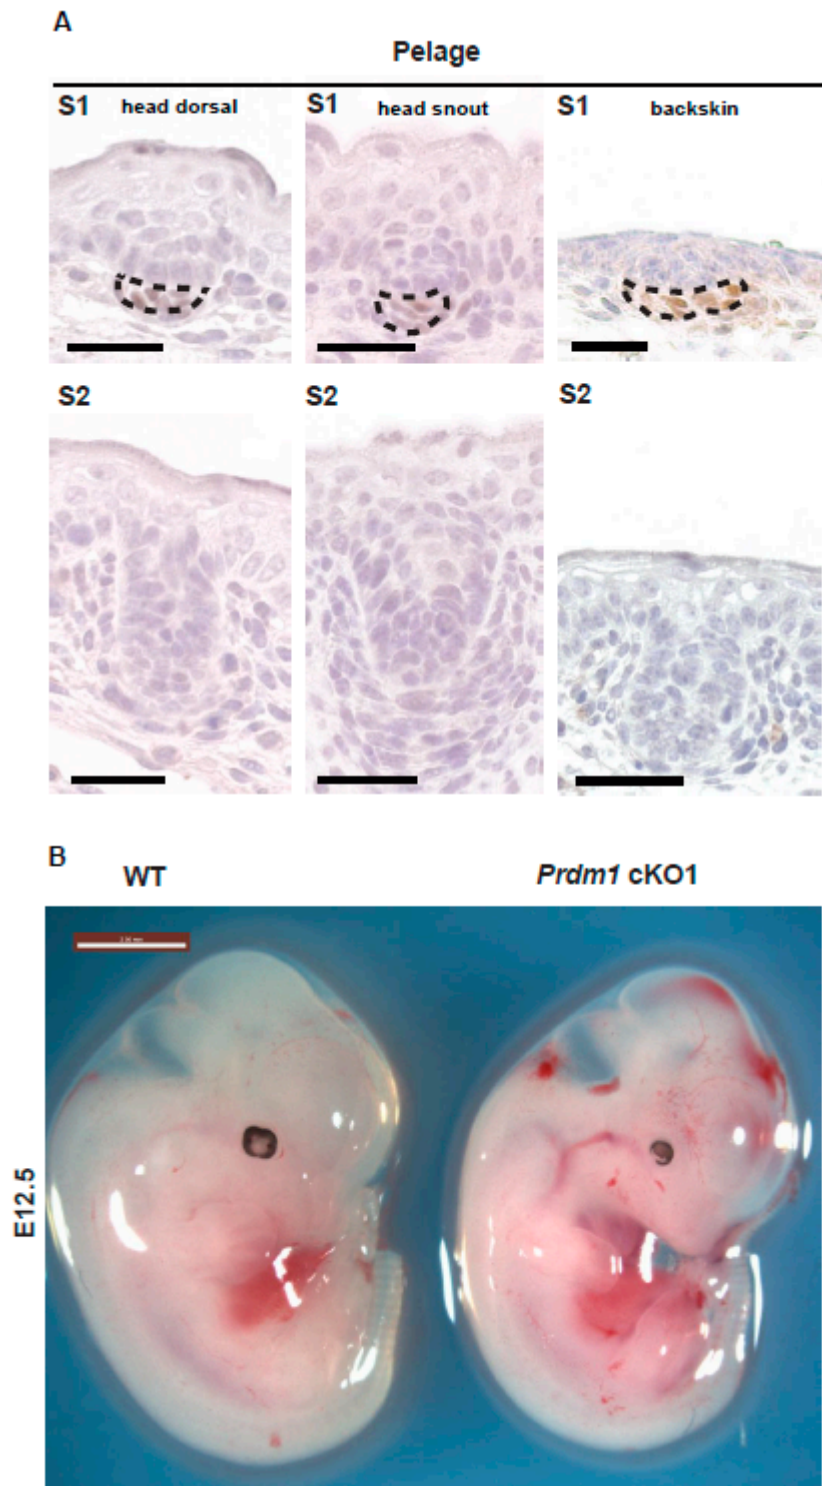 A
Pelage
S1 head dorsal S1 head snout S1 backskin
S2 S2 S2
B
WT Prdm1 cKO1
E12.5